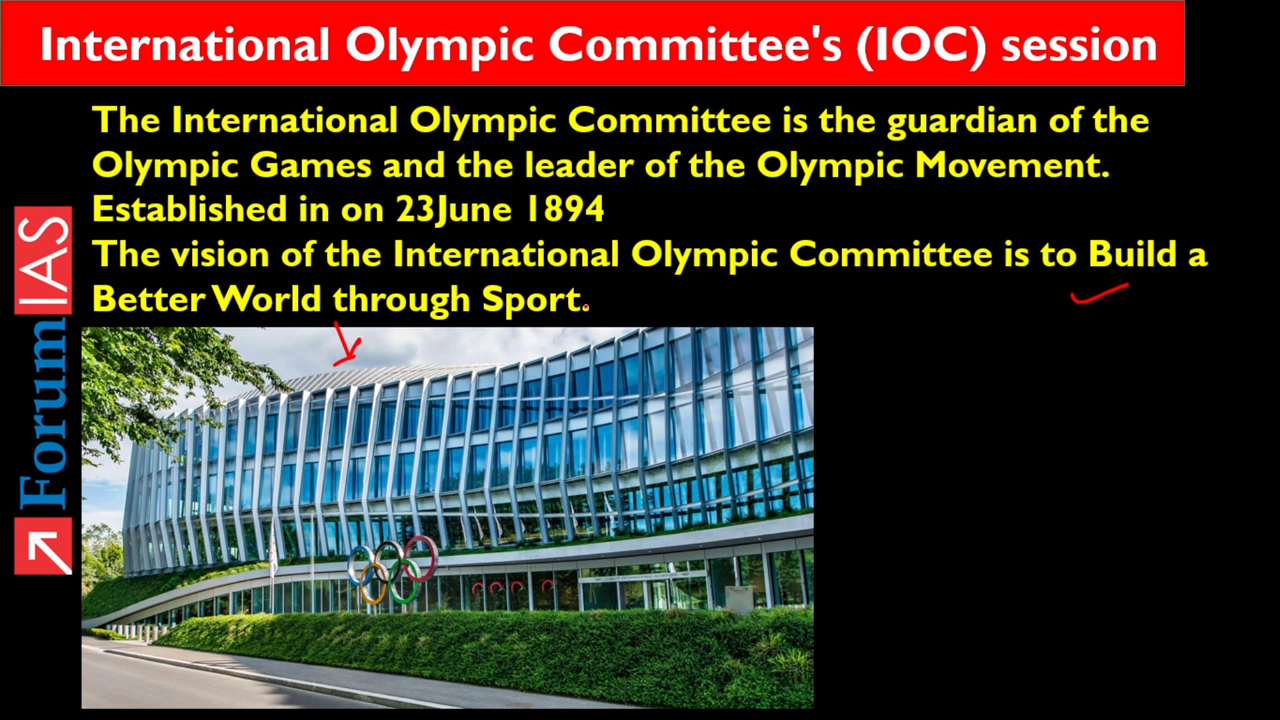 International Olympic Committee's (IOC) session
The International Olympic Committee is the guardian of the
Olympic Games and the leader of the Olympic Movement.
Established in on 23June 1894
The vision of the International Olympic Committee is to Build a
Better World through Sport.
Forum IAS